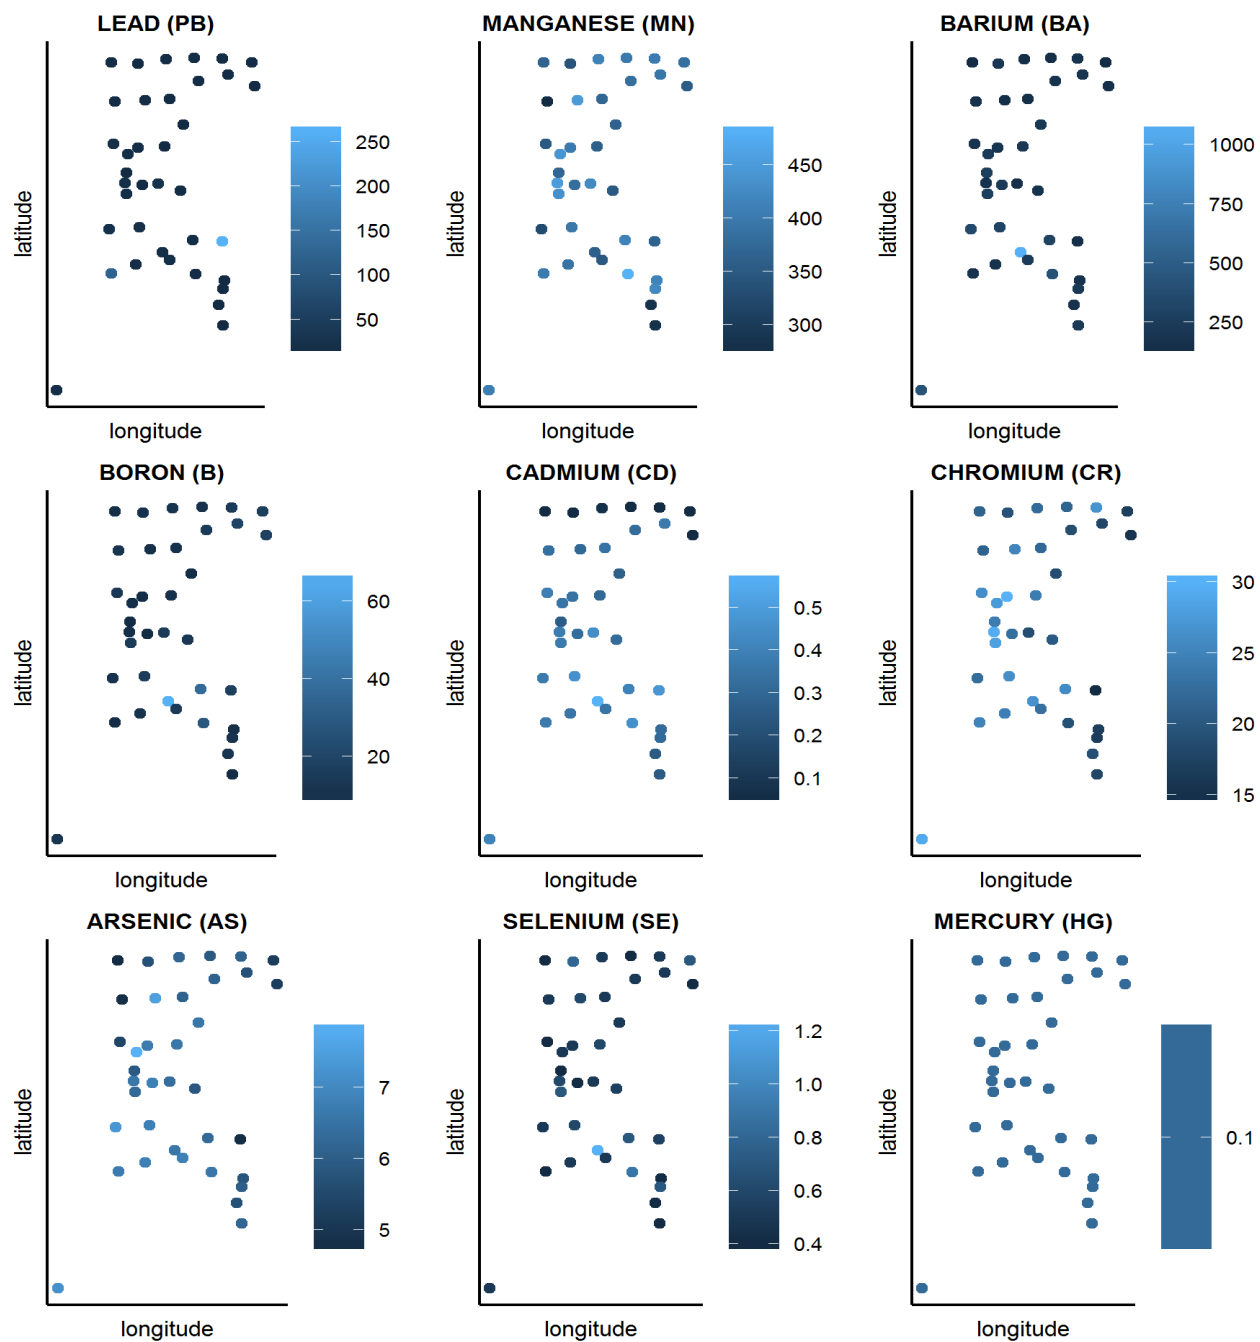 LEAD (PB)
MANGANESE (MN)
BARIUM (BA)
latitude
250
200
150
100
50
longitude
latitude
450
400
350
300
longitude
latitude
1000
750
500
250
longitude
BORON (B)
CADMIUM (CD)
CHROMIUM (CR)
latitude
60
40
20
longitude
latitude
0.5
0.4
0.3
0.2
0.1
longitude
latitude
30
25
20
15
longitude
ARSENIC (AS)
SELENIUM (SE)
MERCURY (HG)
latitude
7
6
5
longitude
latitude
1.2
1.0
0.8
0.6
0.4
longitude
latitude
0.1
longitude